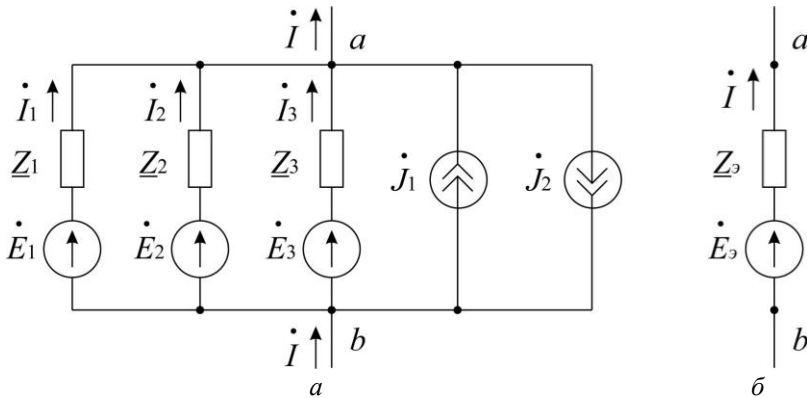 İ a a
İ1 İ2 İ3 İ
Z1 Z2 Z3 J̇1 J̇2 Zэ
Ė1 Ė2 Ė3 Ėэ
İ b b
а б